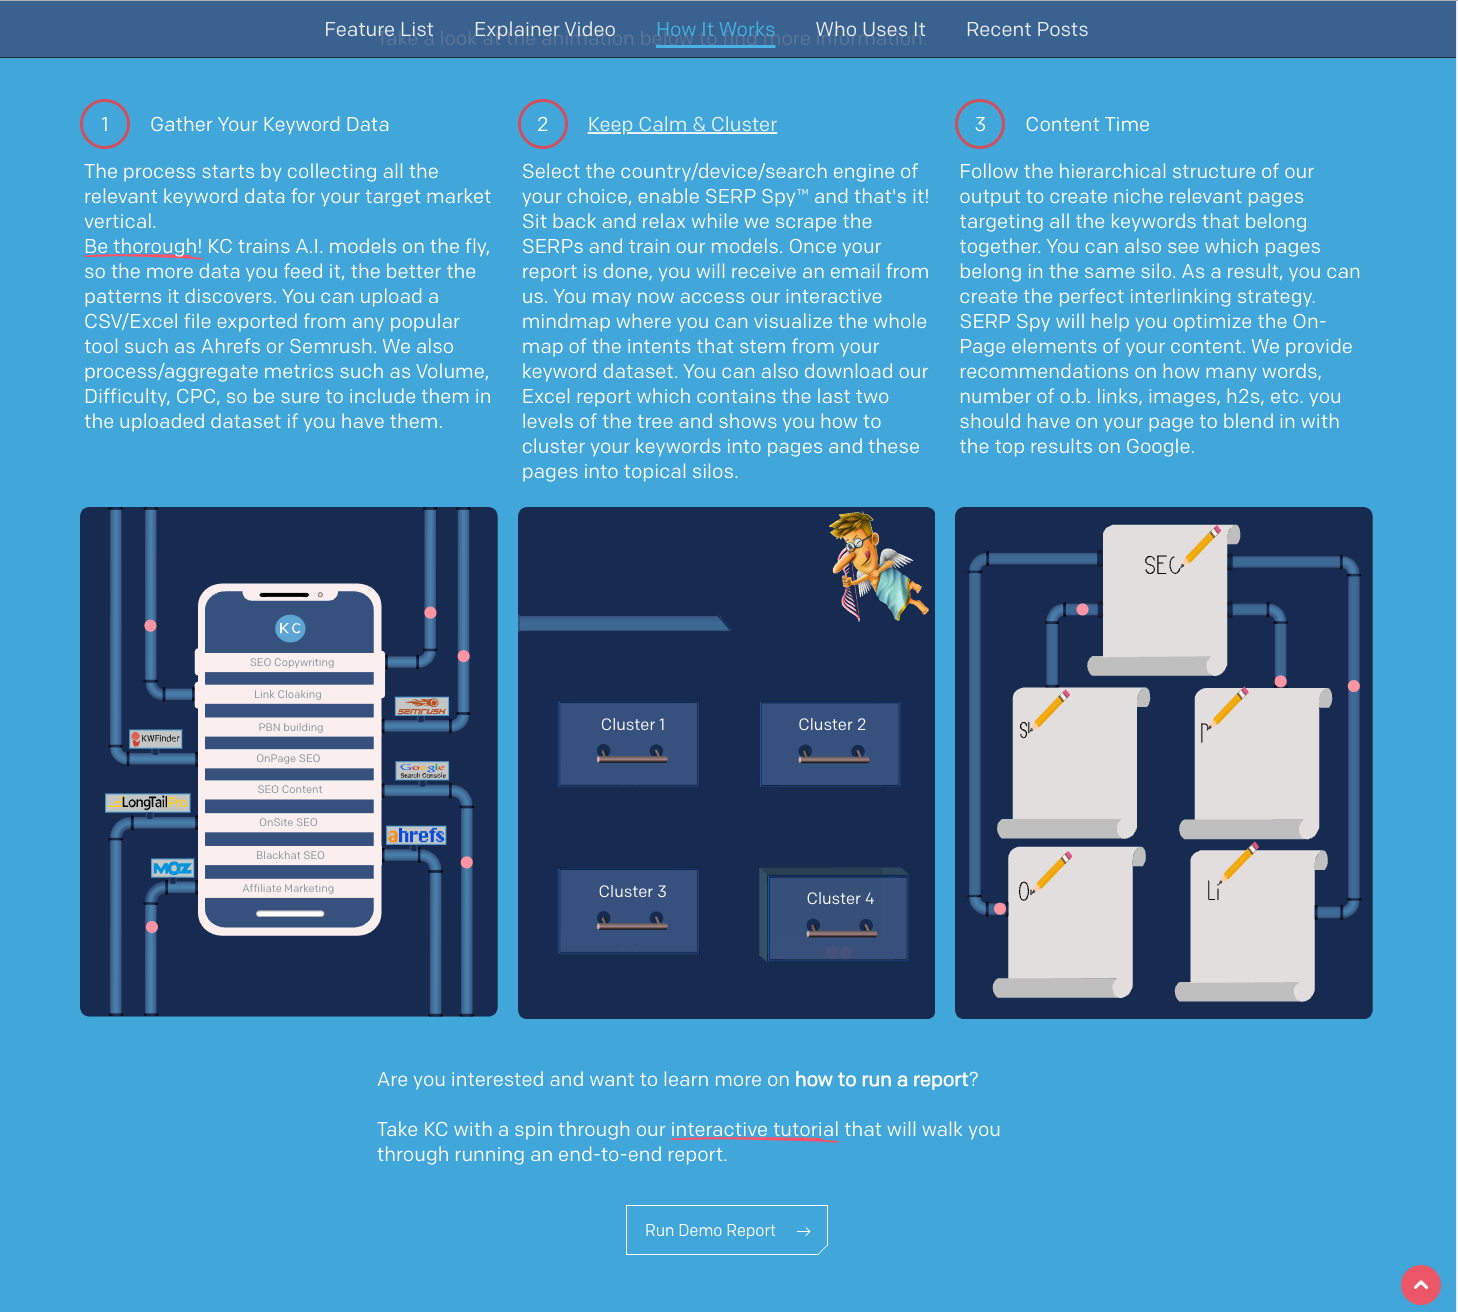 Feature List Explainer Video How It Works Who Uses It Recent Posts
Take a look at the animation below to find more information.
1 Gather Your Keyword Data
The process starts by collecting all the
relevant keyword data for your target market
vertical.
Be thorough! KC trains A.I. models on the fly,
so the more data you feed it, the better the
patterns it discovers. You can upload a
CSV/Excel file exported from any popular
tool such as Ahrefs or Semrush. We also
process/aggregate metrics such as Volume,
Difficulty, CPC, so be sure to include them in
the uploaded dataset if you have them.
2 Keep Calm & Cluster
Select the country/device/search engine of
your choice, enable SERP Spy™ and that's it!
Sit back and relax while we scrape the
SERPs and train our models. Once your
report is done, you will receive an email from
us. You may now access our interactive
mindmap where you can visualize the whole
map of the intents that stem from your
keyword dataset. You can also download our
Excel report which contains the last two
levels of the tree and shows you how to
cluster your keywords into pages and these
pages into topical silos.
3 Content Time
Follow the hierarchical structure of our
output to create niche relevant pages
targeting all the keywords that belong
together. You can also see which pages
belong in the same silo. As a result, you can
create the perfect interlinking strategy.
SERP Spy will help you optimize the On-
Page elements of your content. We provide
recommendations on how many words,
number of o.b. links, images, h2s, etc. you
should have on your page to blend in with
the top results on Google.
KC
SEO Copywriting
Link Cloaking
PBN building
OnPage SEO
SEO Content
OnSite SEO
Blackhat SEO
Affiliate Marketing
KWFinder
LongTailPro
MOZ
SEMRUSH
Google
Search Console
ahrefs
Cluster 1
Cluster 2
Cluster 3
Cluster 4
SEC
Li
Are you interested and want to learn more on how to run a report?
Take KC with a spin through our interactive tutorial that will walk you
through running an end-to-end report.
Run Demo Report →